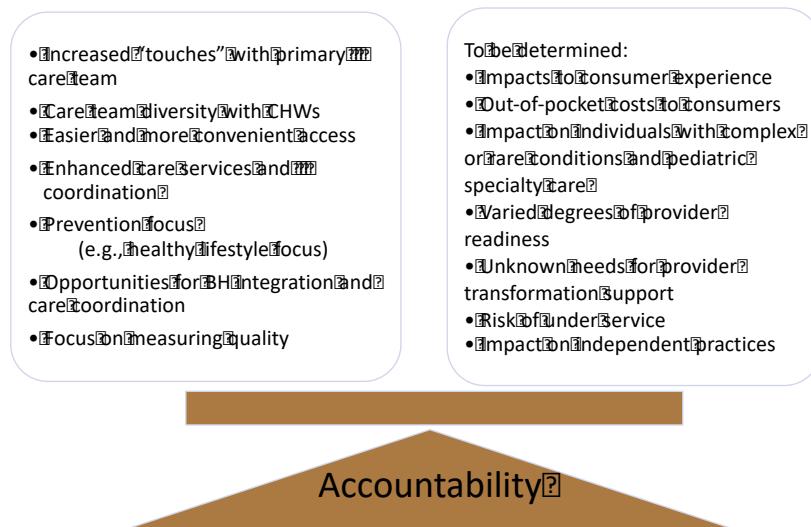 • Increased "touches" with primary
care team
• Care team diversity with CHWs
• Easier and more convenient access
• Enhanced care services and
coordination
• Prevention focus
(e.g., healthy lifestyle focus)
• Opportunities for BH integration and
care coordination
• Focus on measuring quality
To be determined:
• Impacts to consumer experience
• Out-of-pocket costs to consumers
• Impact on individuals with complex
or rare conditions and pediatric
specialty care
• Varied degrees of provider
readiness
• Unknown needs for provider
transformation support
• Risk of under service
• Impact on independent practices
Accountability